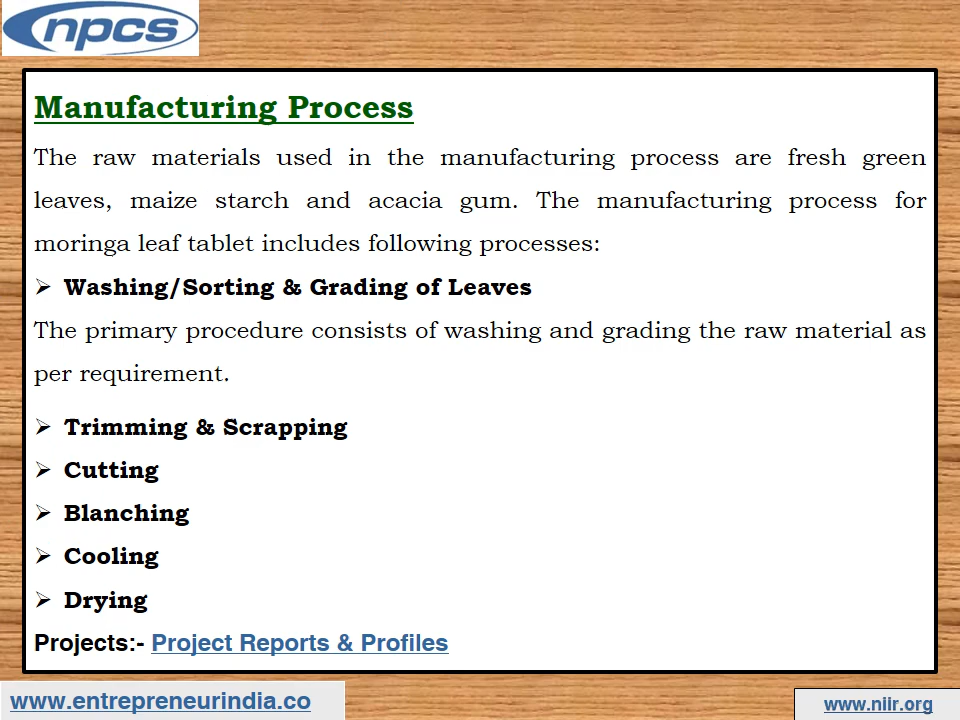 npcs
Manufacturing Process
The raw materials used in the manufacturing process are fresh green
leaves, maize starch and acacia gum. The manufacturing process for
moringa leaf tablet includes following processes:
➢ Washing/Sorting & Grading of Leaves
The primary procedure consists of washing and grading the raw material as
per requirement.
➢ Trimming & Scrapping
➢ Cutting
➢ Blanching
➢ Cooling
➢ Drying
Projects:- Project Reports & Profiles
www.entrepreneurindia.co
www.niir.org